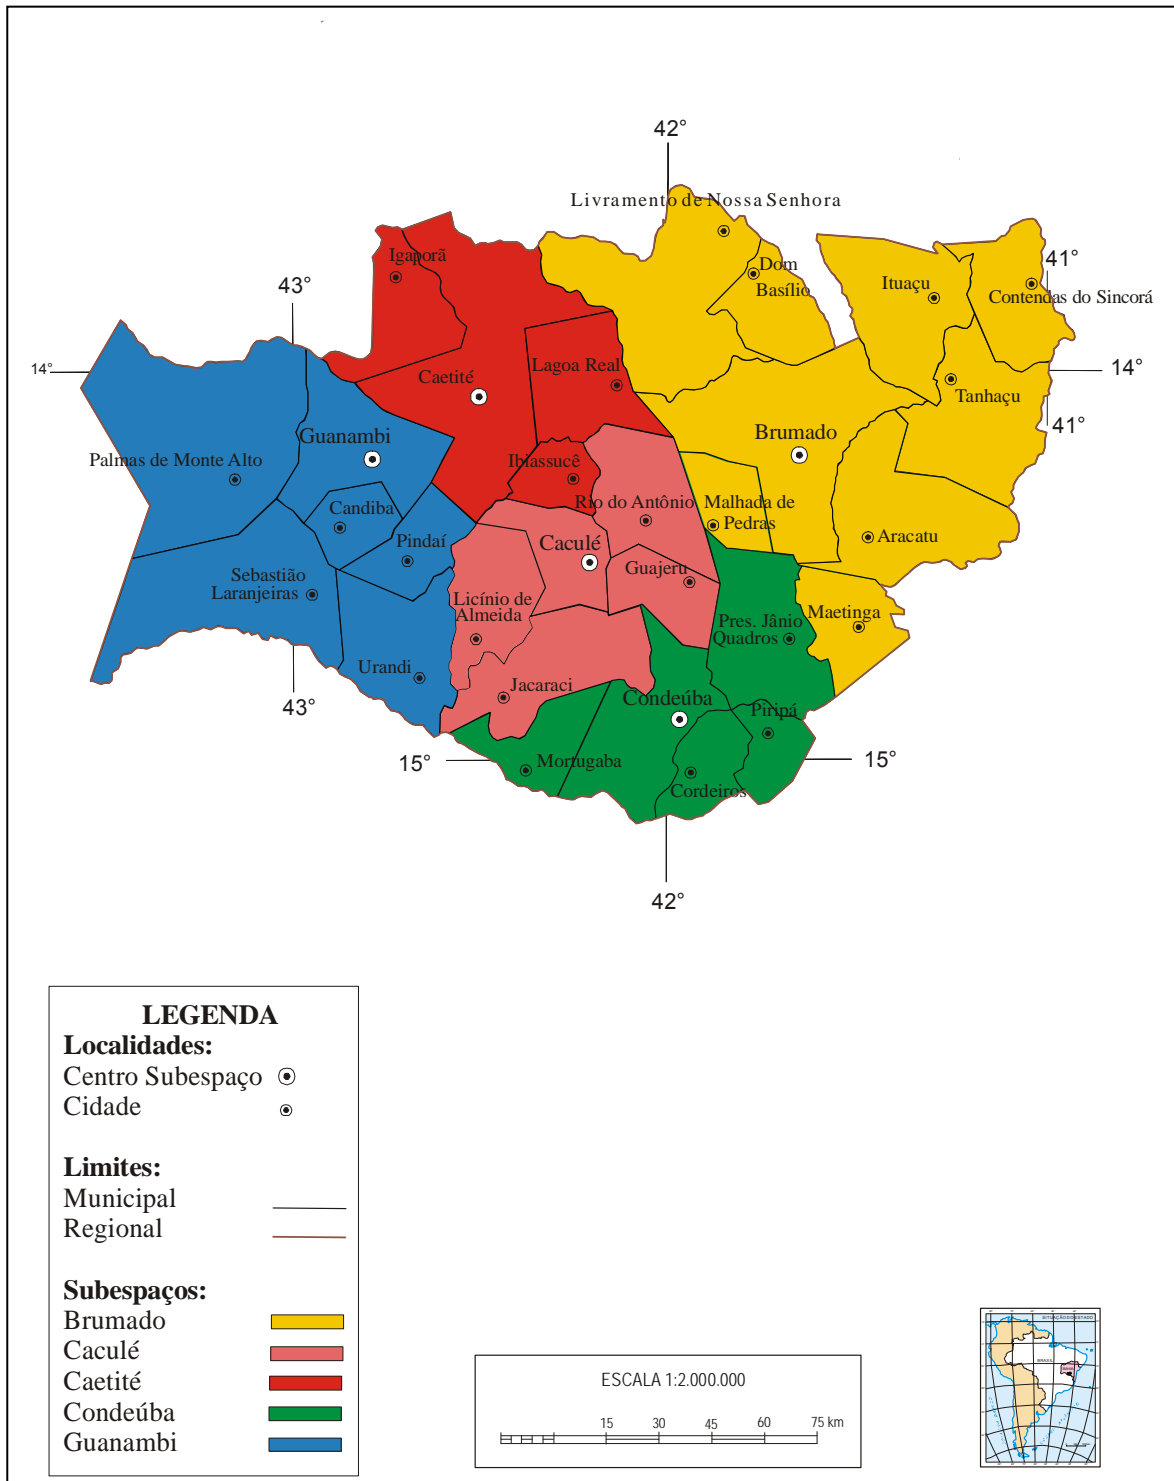 42°
Livramento de Nossa Senhora
Igaporã
Dom
Basílio
41°
Ituaçu
Contendas do Sincorá
43°
14°
Lagoa Real
14°
Caetité
Tanhaçu
41°
Guanambi
Brumado
Palmas de Monte Alto
Ibiassucê
Rio do Antônio
Malhada de
Pedras
Candiba
Aracatu
Pindaí
Caculé
Guajeru
Sebastião
Laranjeiras
Licínio de
Almeida
Pres. Jânio
Quadros
Maetinga
Urandi
Jacaraci
Condeúba
43°
Piripá
15°
Mortugaba
Cordeiros
15°
42°
LEGENDA
Localidades:
Centro Subespaço
Cidade
Limites:
Municipal
Regional
Subespaços:
Brumado
Caculé
Caetité
Condeúba
Guanambi
ESCALA 1:2.000.000
15 30 45 60 75 km
SITUAÇÃO DO ESTADO
BRASIL